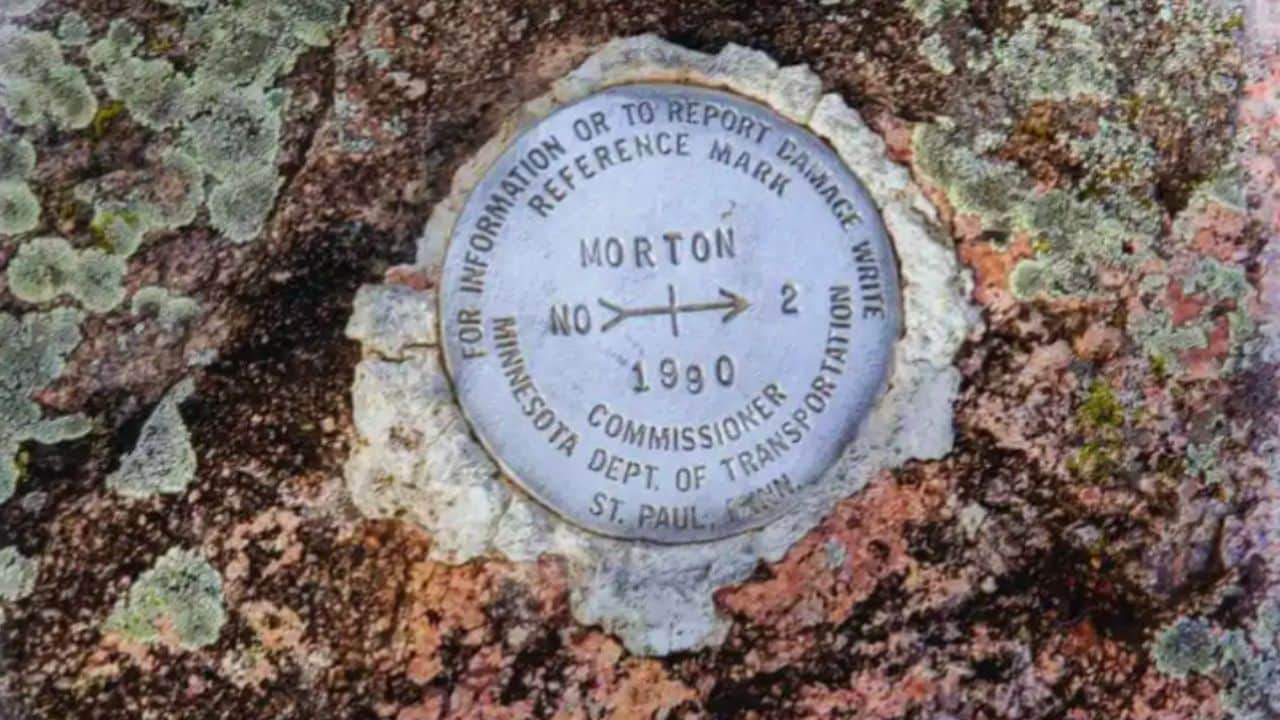 FOR INFORMATION OR TO REPORT DAMAGE WRITE
REFERENCE MARK
MORTON
NO 2
1990
COMMISSIONER
MINNESOTA DEPT. OF TRANSPORTATION
ST. PAUL, MINN.